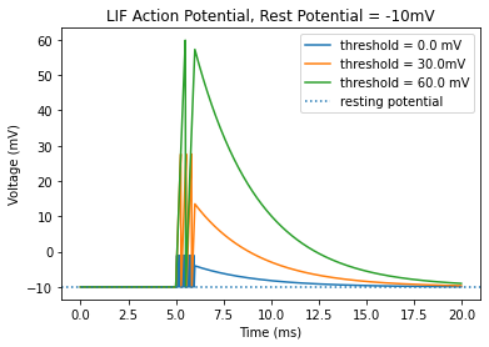 LIF Action Potential, Rest Potential = -10mV
threshold = 0.0 mV
threshold = 30.0mV
threshold = 60.0 mV
resting potential
Voltage (mV)
60
50
40
30
20
10
0
−10
0.0 2.5 5.0 7.5 10.0 12.5 15.0 17.5 20.0
Time (ms)